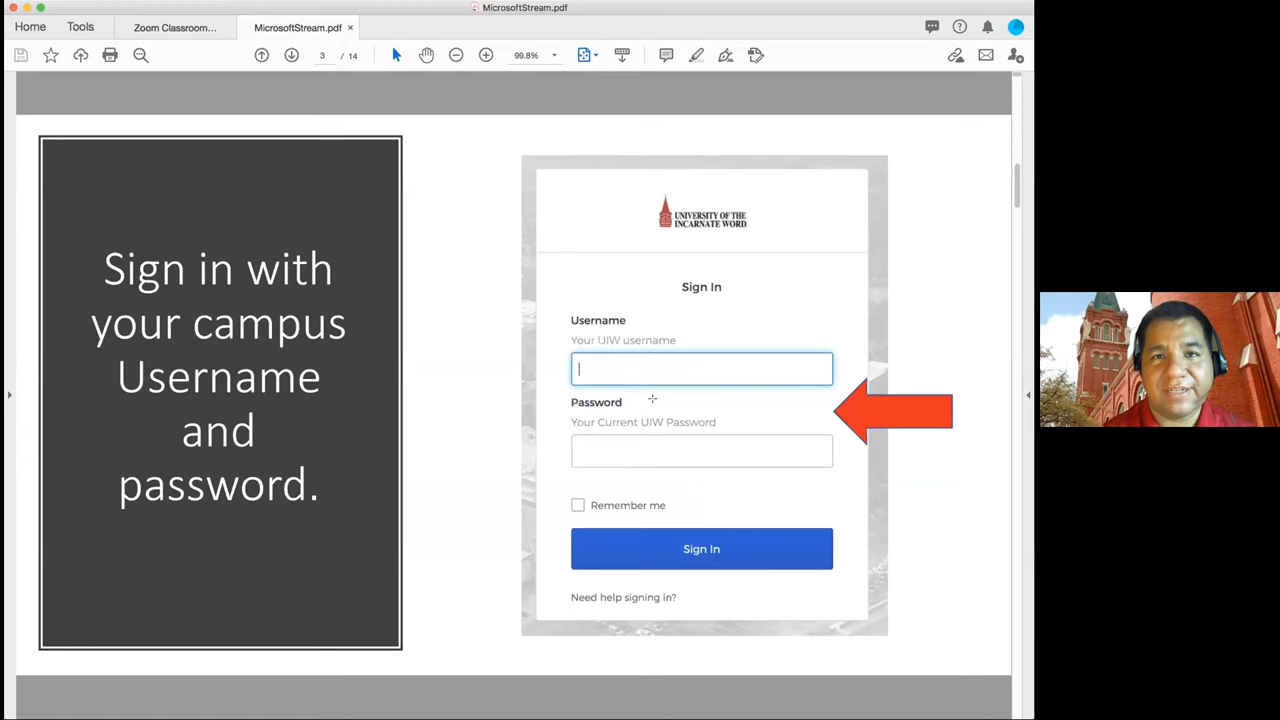 MicrosoftStream.pdf
Home
Tools
Zoom Classroom...
MicrosoftStream.pdf ×
3 / 14
99.8%
Sign in with
your campus
Username
and
password.
UNIVERSITY OF THE
INCARNATE WORD
Sign In
Username
Your UIW username
Password
Your Current UIW Password
Remember me
Sign In
Need help signing in?